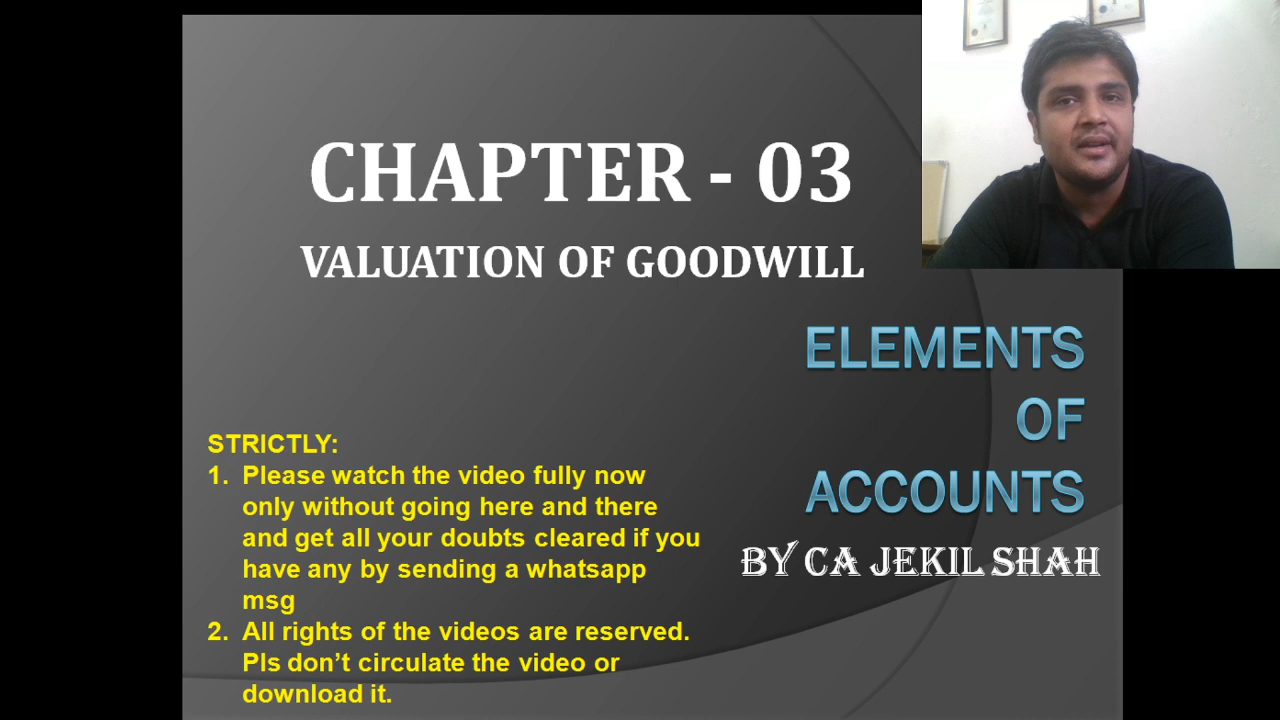 CHAPTER - 03
VALUATION OF GOODWILL
ELEMENTS
OF
ACCOUNTS
BY CA JEKIL SHAH
STRICTLY:
1. Please watch the video fully now
only without going here and there
and get all your doubts cleared if you
have any by sending a whatsapp
msg
2. All rights of the videos are reserved.
Pls don't circulate the video or
download it.